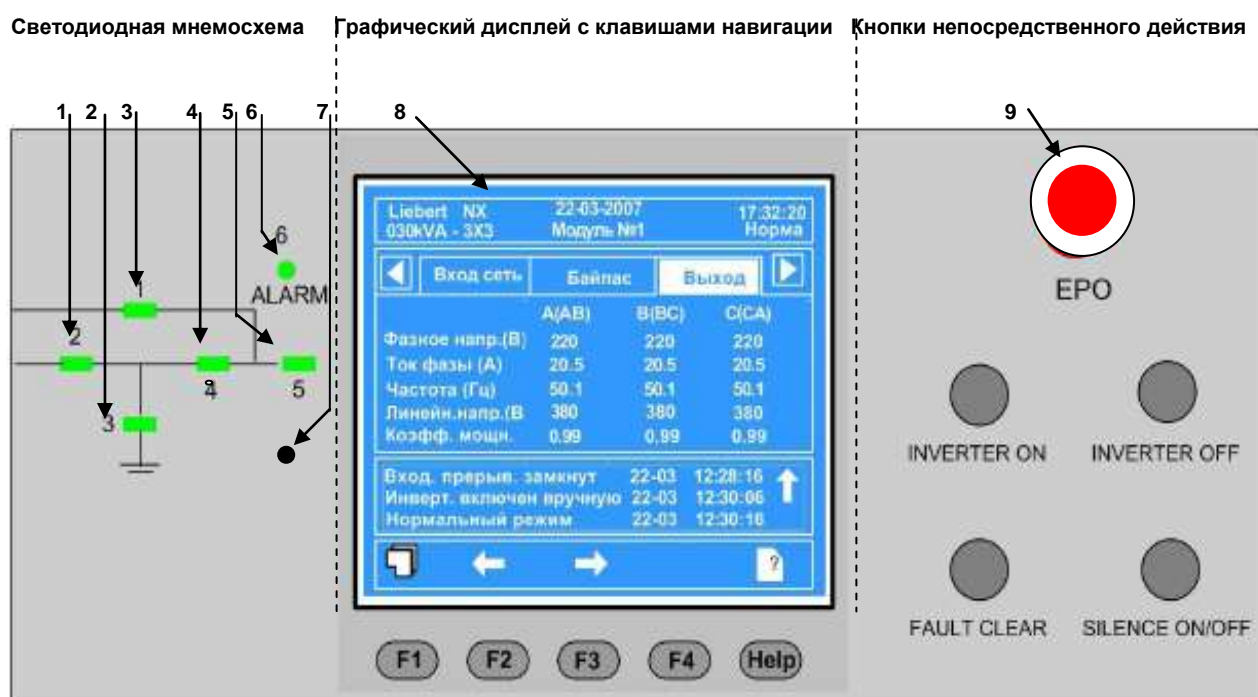 Светодиодная мнемосхема Графический дисплей с клавишами навигации Кнопки непосредственного действия
1 2 3 4 5 6 7 8 9
Liebert NX 22-03-2007 17:32:20
030kVA - 3X3 Модуль №1 Норма
Вход сеть Байпас Выход
A(AB) B(BC) C(CA)
Фазное напр.(В) 220 220 220
Ток фазы (А) 20.5 20.5 20.5
Частота (Гц) 50.1 50.1 50.1
Линейн.напр.(В 380 380 380
Коэфф. мощн. 0.99 0.99 0.99
Вход. прерыв. замкнут 22-03 12:28:16
Инверт. включен вручную 22-03 12:30:06
Нормальный режим 22-03 12:30:16
?
F1 F2 F3 F4 Help
6
ALARM
1
2
4
5
3
EPO
INVERTER ON INVERTER OFF
FAULT CLEAR SILENCE ON/OFF